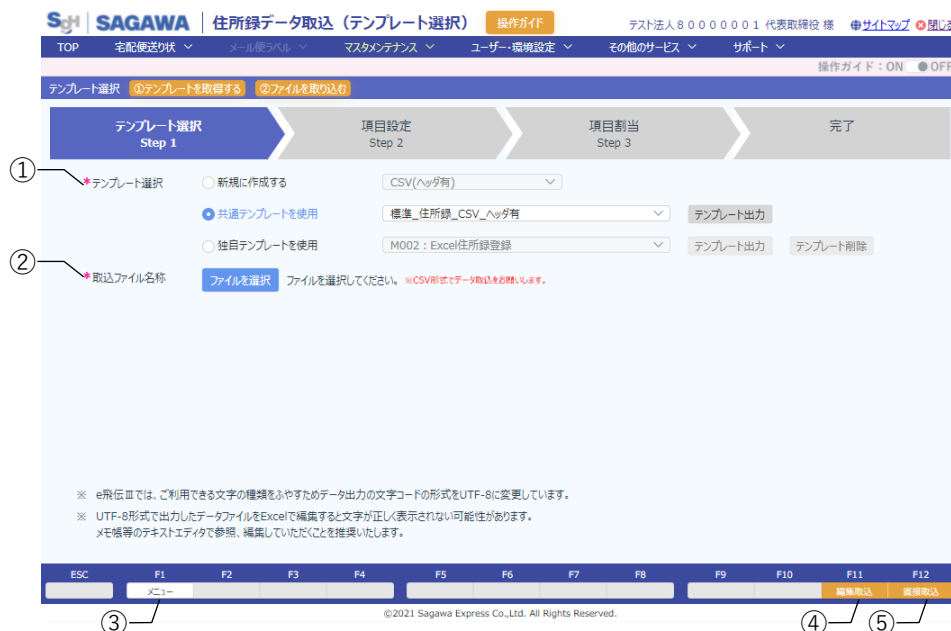 SGH SAGAWA 住所録データ取込（テンプレート選択） 操作ガイド テスト法人８００００００１ 代表取締役 様 サイトマップ 閉じる
TOP 宅配便送り状 メール便ラベル マスタメンテナンス ユーザー・環境設定 その他のサービス サポート
操作ガイド：ON OFF
テンプレート選択 ①テンプレートを取得する ②ファイルを取り込む
テンプレート選択 項目設定 項目割当 完了
Step 1 Step 2 Step 3
① *テンプレート選択 新規に作成する CSV(ヘッダ有)
共通テンプレートを使用 標準_住所録_CSV_ヘッダ有 テンプレート出力
独自テンプレートを使用 M002：Excel住所録登録 テンプレート出力 テンプレート削除
② *取込ファイル名称 ファイルを選択 ファイルを選択してください。 ※CSV形式でデータ取込をお願いします。
※ e飛伝Ⅲでは、ご利用できる文字の種類をふやすためデータ出力の文字コードの形式をUTF-8に変更しています。
※ UTF-8形式で出力したデータファイルをExcelで編集すると文字が正しく表示されない可能性があります。
メモ帳等のテキストエディタで参照、編集していただくことを推奨いたします。
ESC F1 F2 F3 F4 F5 F6 F7 F8 F9 F10 F11 F12
メニュー 編集取込 直接取込
©2021 Sagawa Express Co.,Ltd. All Rights Reserved.
③ ④ ⑤